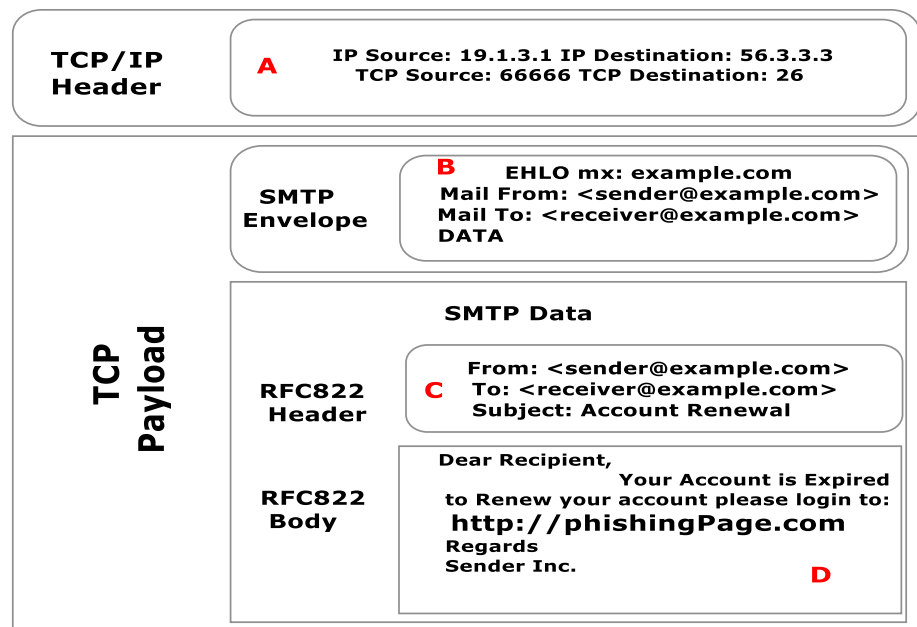 TCP/IP
Header
A
IP Source: 19.1.3.1 IP Destination: 56.3.3.3
TCP Source: 66666 TCP Destination: 26
TCP
Payload
SMTP
Envelope
B
EHLO mx: example.com
Mail From: <sender@example.com>
Mail To: <receiver@example.com>
DATA
SMTP Data
RFC822
Header
C
From: <sender@example.com>
To: <receiver@example.com>
Subject: Account Renewal
RFC822
Body
Dear Recipient,
Your Account is Expired
to Renew your account please login to:
http://phishingPage.com
Regards
Sender Inc.
D